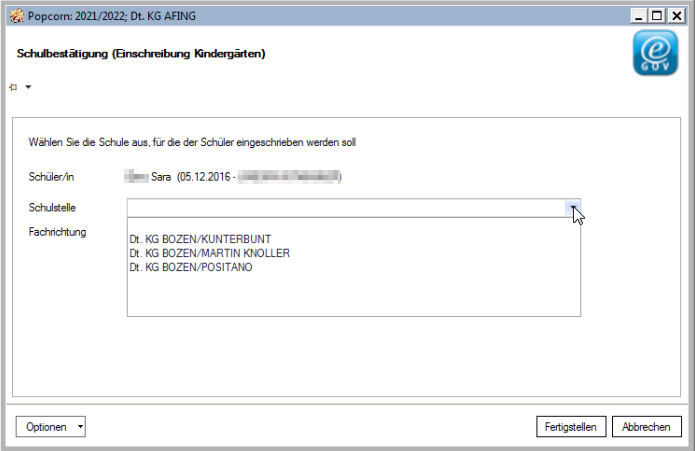 Popcorn: 2021/2022; Dt. KG AFING
Schulbestätigung (Einschreibung Kindergärten)
e
GOV
Wählen Sie die Schule aus, für die der Schüler eingeschrieben werden soll
Schüler/in Sara (05.12.2016 - )
Schulstelle
Fachrichtung
Dt. KG BOZEN/KUNTERBUNT
Dt. KG BOZEN/MARTIN KNOLLER
Dt. KG BOZEN/POSITANO
Optionen Fertigstellen Abbrechen